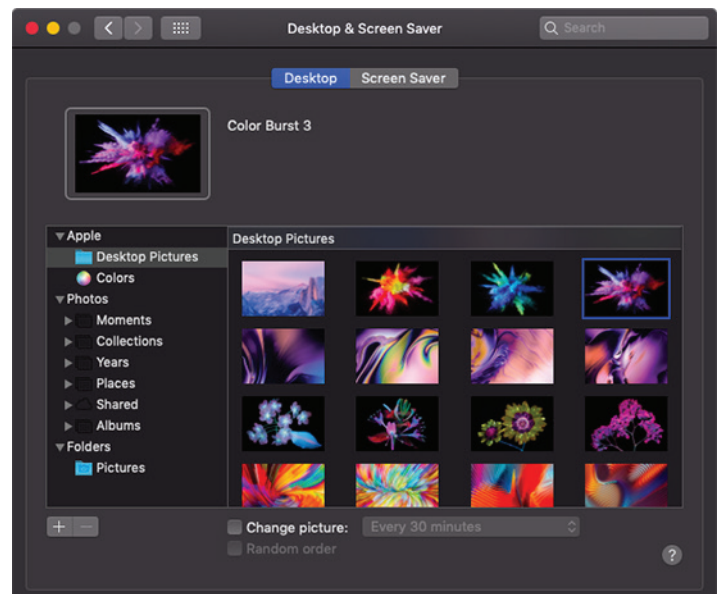 Desktop & Screen Saver
Search
Desktop
Screen Saver
Color Burst 3
Apple
Desktop Pictures
Colors
Photos
Moments
Collections
Years
Places
Shared
Albums
Folders
Pictures
Desktop Pictures
Change picture:
Every 30 minutes
Random order
?